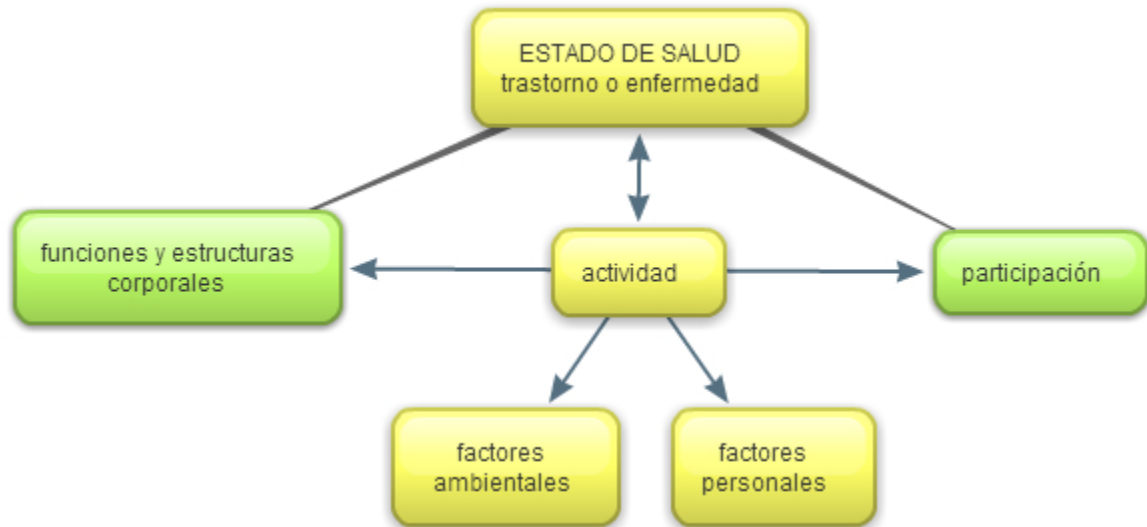 ESTADO DE SALUD
trastorno o enfermedad
funciones y estructuras
corporales
actividad
participación
factores
ambientales
factores
personales